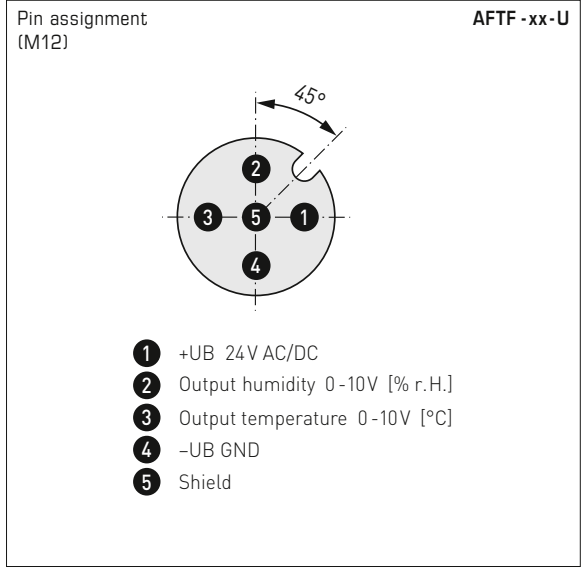 Pin assignment
(M12)
AFTF-xx-U
45°
2
3 5 1
4
1 +UB 24V AC/DC
2 Output humidity 0-10V [% r.H.]
3 Output temperature 0-10V [°C]
4 –UB GND
5 Shield